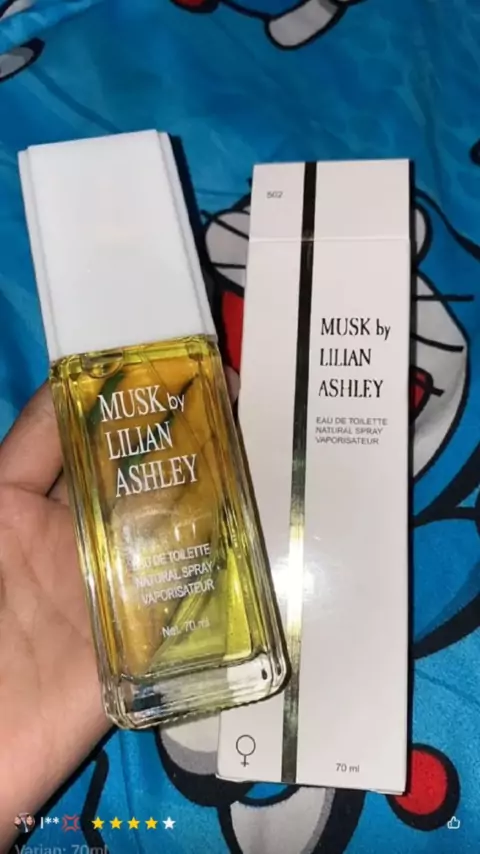 MUSK by
LILIAN
ASHLEY
EAU DE TOILETTE
NATURAL SPRAY
VAPORISATEUR
Net. 70 ml
502
MUSK by
LILIAN
ASHLEY
EAU DE TOILETTE
NATURAL SPRAY
VAPORISATEUR
70 ml
l**
Varian: 70ml